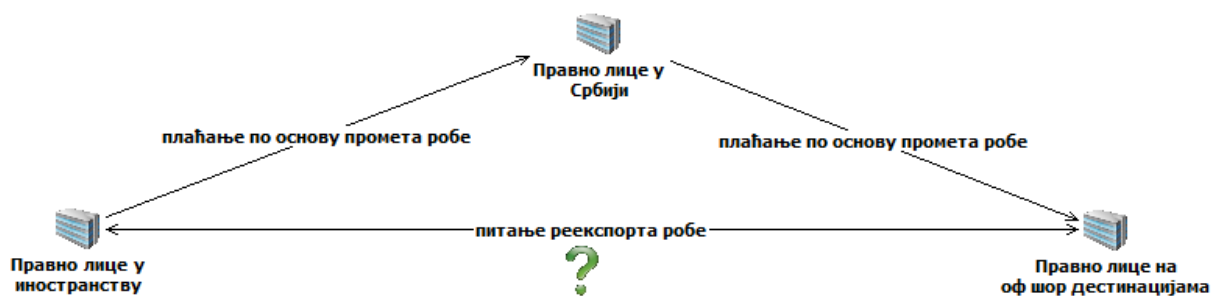 Правно лице у
Србији
плаћање по основу промета робе
плаћање по основу промета робе
питање реекспорта робе
?
Правно лице у
иностранству
Правно лице на
оф шор дестинацијама